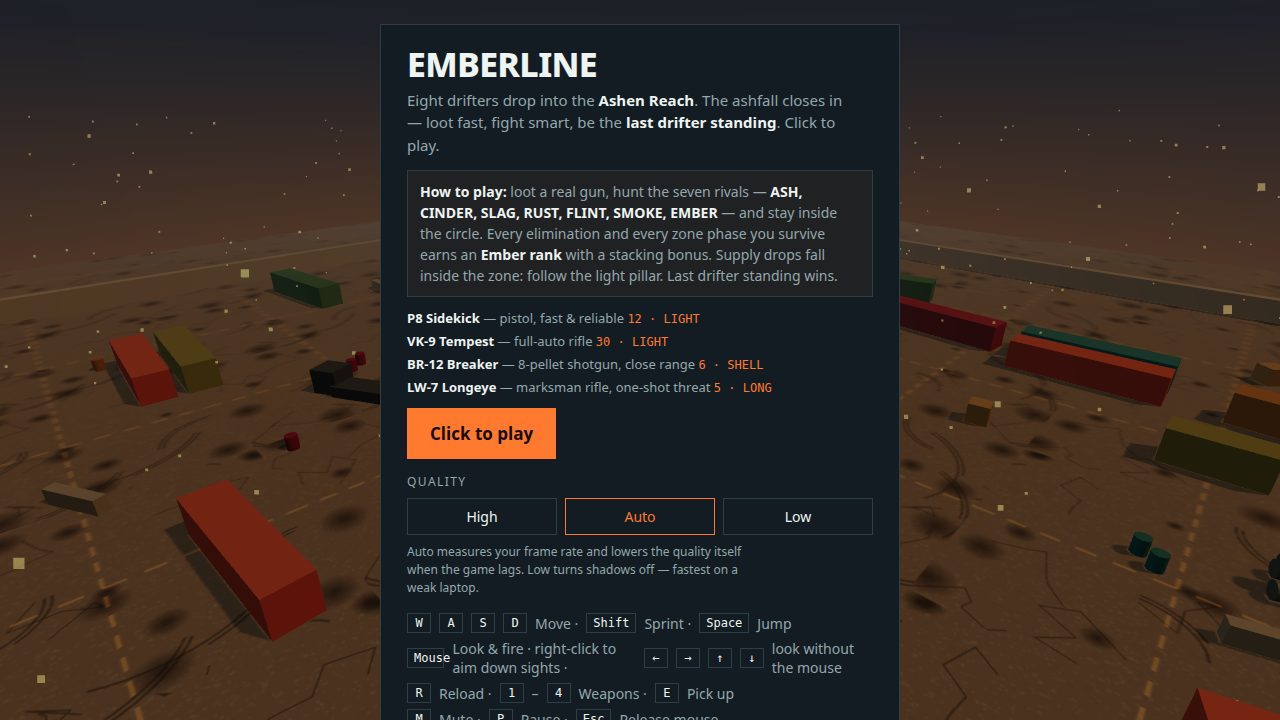 EMBERLINE
Eight drifters drop into the Ashen Reach. The ashfall closes in
— loot fast, fight smart, be the last drifter standing. Click to
play.
How to play: loot a real gun, hunt the seven rivals — ASH,
CINDER, SLAG, RUST, FLINT, SMOKE, EMBER — and stay inside
the circle. Every elimination and every zone phase you survive
earns an Ember rank with a stacking bonus. Supply drops fall
inside the zone: follow the light pillar. Last drifter standing wins.
P8 Sidekick — pistol, fast & reliable 12 · LIGHT
VK-9 Tempest — full-auto rifle 30 · LIGHT
BR-12 Breaker — 8-pellet shotgun, close range 6 · SHELL
LW-7 Longeye — marksman rifle, one-shot threat 5 · LONG
Click to play
QUALITY
High Auto Low
Auto measures your frame rate and lowers the quality itself
when the game lags. Low turns shadows off — fastest on a
weak laptop.
W A S D Move · Shift Sprint · Space Jump
Mouse Look & fire · right-click to aim down sights · ← → ↑ ↓ look without the mouse
R Reload · 1 – 4 Weapons · E Pick up
M Mute · P Pause · Esc Release mouse